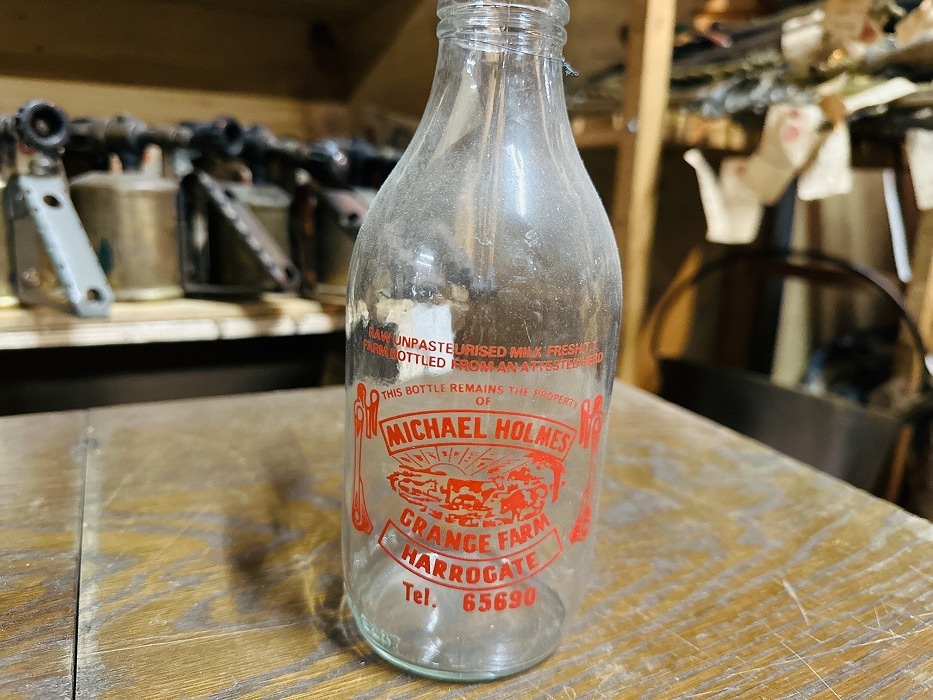 RAW UNPASTEURISED MILK FRESHLY
FARM BOTTLED FROM AN ATTESTED HERD
THIS BOTTLE REMAINS THE PROPERTY
OF
MICHAEL HOLMES
GRANGE FARM
HARROGATE
Tel. 65690